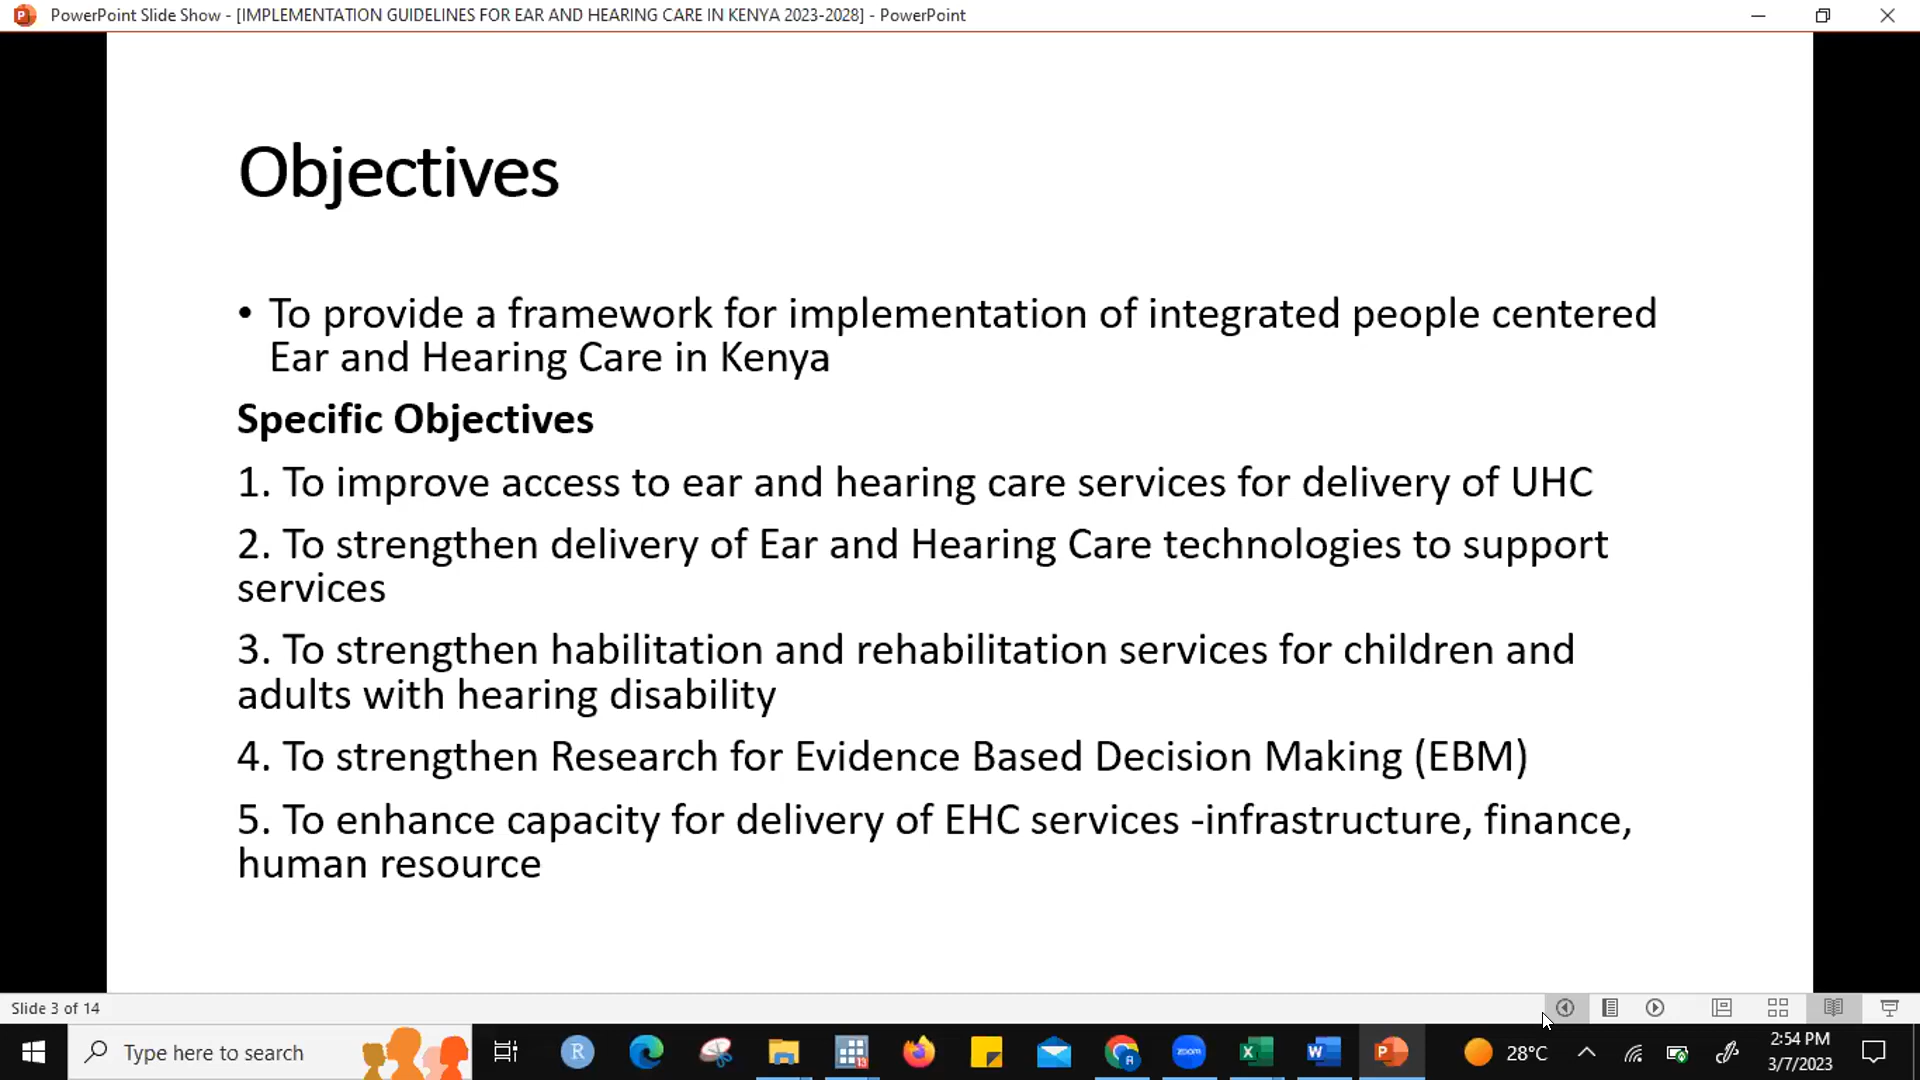 PowerPoint Slide Show - [IMPLEMENTATION GUIDELINES FOR EAR AND HEARING CARE IN KENYA 2023-2028] - PowerPoint
Objectives
• To provide a framework for implementation of integrated people centered
Ear and Hearing Care in Kenya
Specific Objectives
1. To improve access to ear and hearing care services for delivery of UHC
2. To strengthen delivery of Ear and Hearing Care technologies to support
services
3. To strengthen habilitation and rehabilitation services for children and
adults with hearing disability
4. To strengthen Research for Evidence Based Decision Making (EBM)
5. To enhance capacity for delivery of EHC services -infrastructure, finance,
human resource
Slide 3 of 14
Type here to search
R
13
zoom
28°C
2:54 PM
3/7/2023